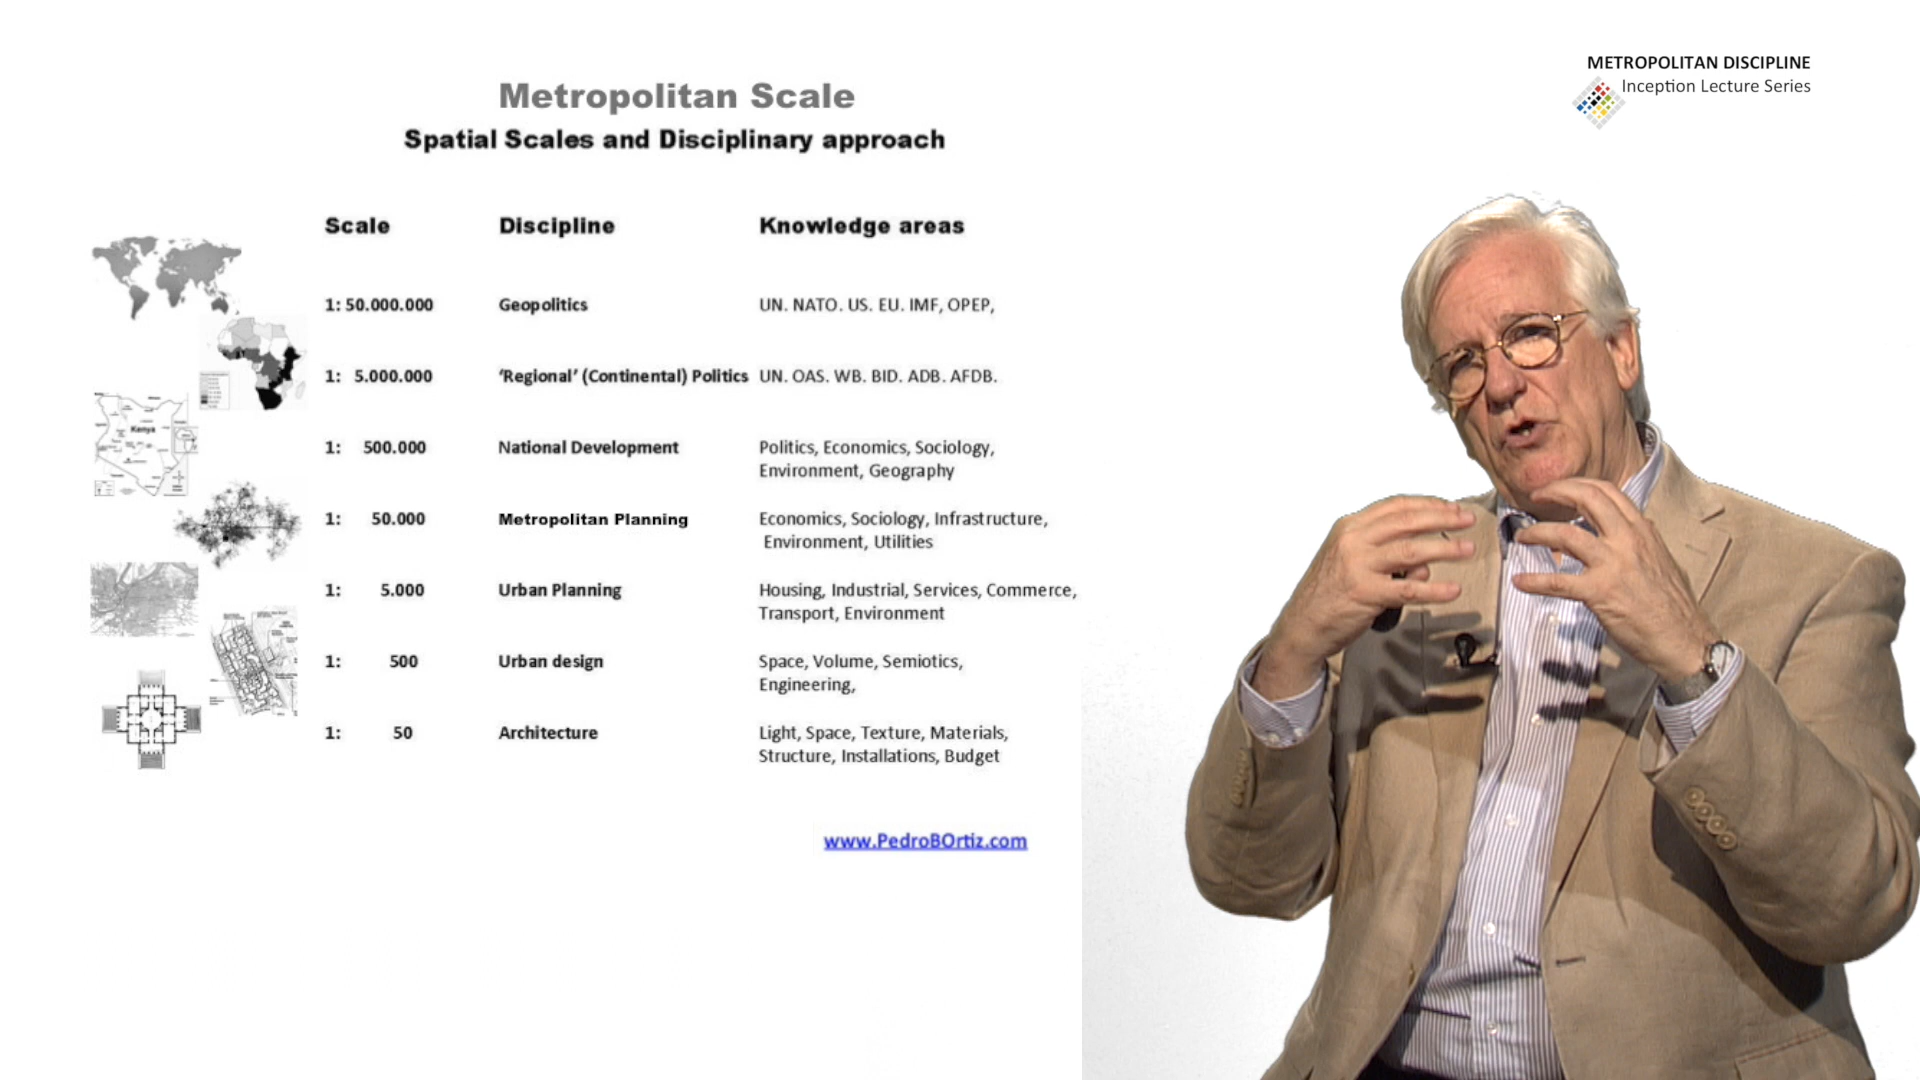 METROPOLITAN DISCIPLINE
Inception Lecture Series
Metropolitan Scale
Spatial Scales and Disciplinary approach
Scale Discipline Knowledge areas
1: 50.000.000 Geopolitics UN. NATO. US. EU. IMF, OPEP,
1: 5.000.000 ‘Regional’ (Continental) Politics UN. OAS. WB. BID. ADB. AFDB.
1: 500.000 National Development Politics, Economics, Sociology,
Environment, Geography
Kenya
1: 50.000 Metropolitan Planning Economics, Sociology, Infrastructure,
Environment, Utilities
1: 5.000 Urban Planning Housing, Industrial, Services, Commerce,
Transport, Environment
1: 500 Urban design Space, Volume, Semiotics,
Engineering,
1: 50 Architecture Light, Space, Texture, Materials,
Structure, Installations, Budget
www.PedroBOrtiz.com